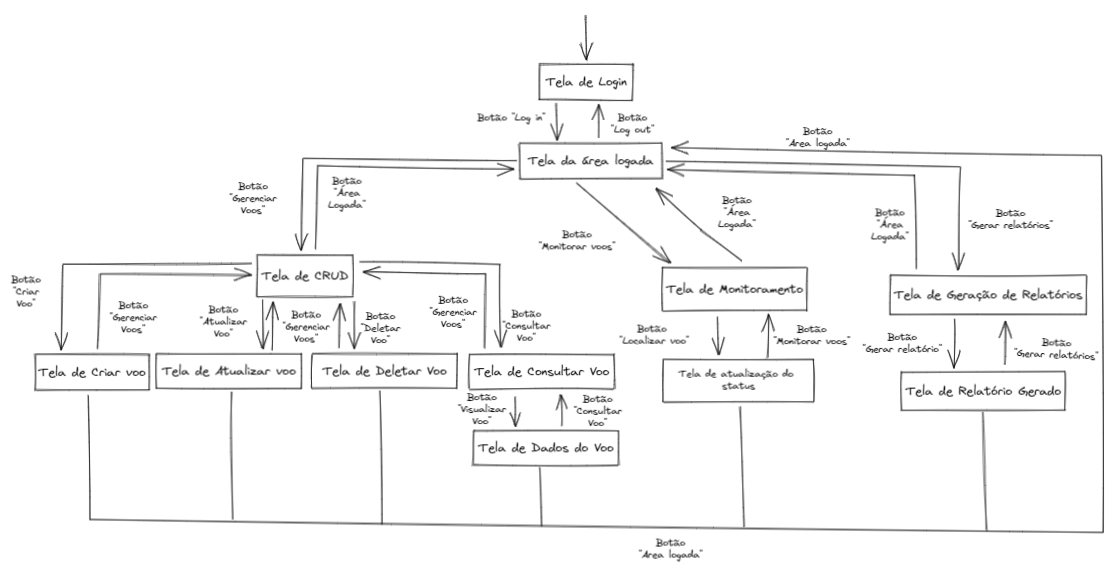 Tela de Login
Botão "Log in"
Botão
"Log out"
Botão
"Área logada"
Tela da área logada
Botão
"Gerenciar
Voos"
Botão
"Área
Logada"
Botão
"Monitorar voos"
Botão
"Área
Logada"
Botão
"Área
Logada"
Botão
"Gerar relatórios"
Tela de CRUD
Tela de Monitoramento
Tela de Geração de Relatórios
Botão
"Criar
Voo"
Botão
"Gerenciar
Voos"
Botão
"Atualizar
Voo"
Botão
"Gerenciar
Voos"
Botão
"Deletar
Voo"
Botão
"Gerenciar
Voos"
Botão
"Consultar
Voo"
Botão
"Localizar voo"
Botão
"Monitorar voos"
Botão
"Gerar relatório"
Botão
"Gerar relatórios"
Tela de Criar voo
Tela de Atualizar voo
Tela de Deletar Voo
Tela de Consultar Voo
Tela de atualização do
status
Tela de Relatório Gerado
Botão
"Visualizar
Voo"
Botão
"Consultar
Voo"
Tela de Dados do Voo
Botão
"Área logada"